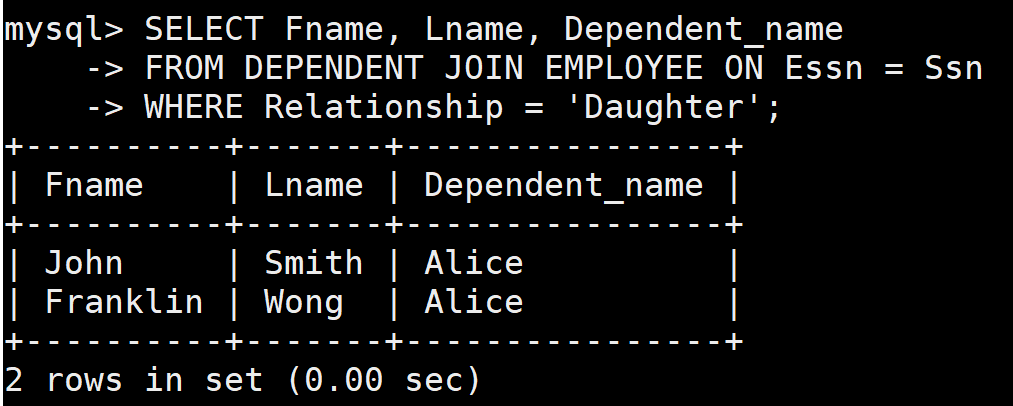 mysql> SELECT Fname, Lname, Dependent_name
    -> FROM DEPENDENT JOIN EMPLOYEE ON Essn = Ssn
    -> WHERE Relationship = 'Daughter';
+----------+-------+----------------+
| Fname    | Lname | Dependent_name |
+----------+-------+----------------+
| John     | Smith | Alice          |
| Franklin | Wong  | Alice          |
+----------+-------+----------------+
2 rows in set (0.00 sec)